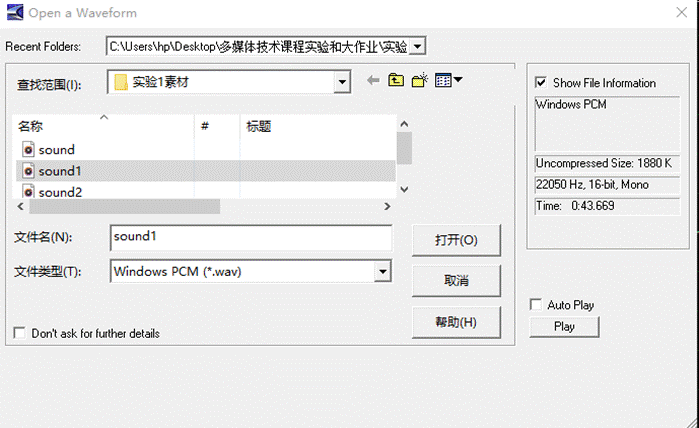 Open a Waveform
Recent Folders: C:\Users\hp\Desktop\多媒体技术课程实验和大作业\实验
查找范围(I): 实验1素材
名称 # 标题
sound
sound1
sound2
文件名(N): sound1 打开(O)
文件类型(T): Windows PCM (*.wav) 取消
帮助(H)
Don't ask for further details
Show File Information
Windows PCM
Uncompressed Size: 1880 K
22050 Hz, 16-bit, Mono
Time: 0:43.669
Auto Play
Play